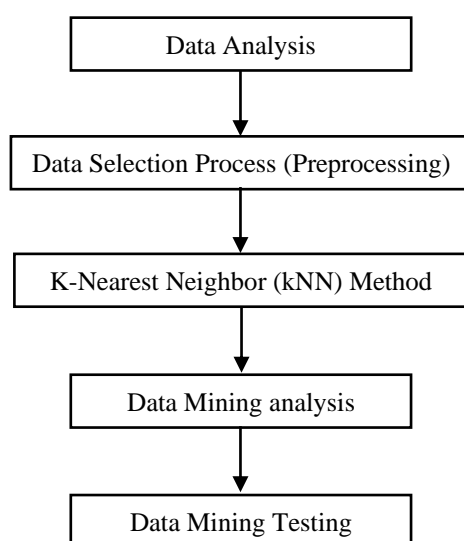 Data Analysis
Data Selection Process (Preprocessing)
K-Nearest Neighbor (kNN) Method
Data Mining analysis
Data Mining Testing